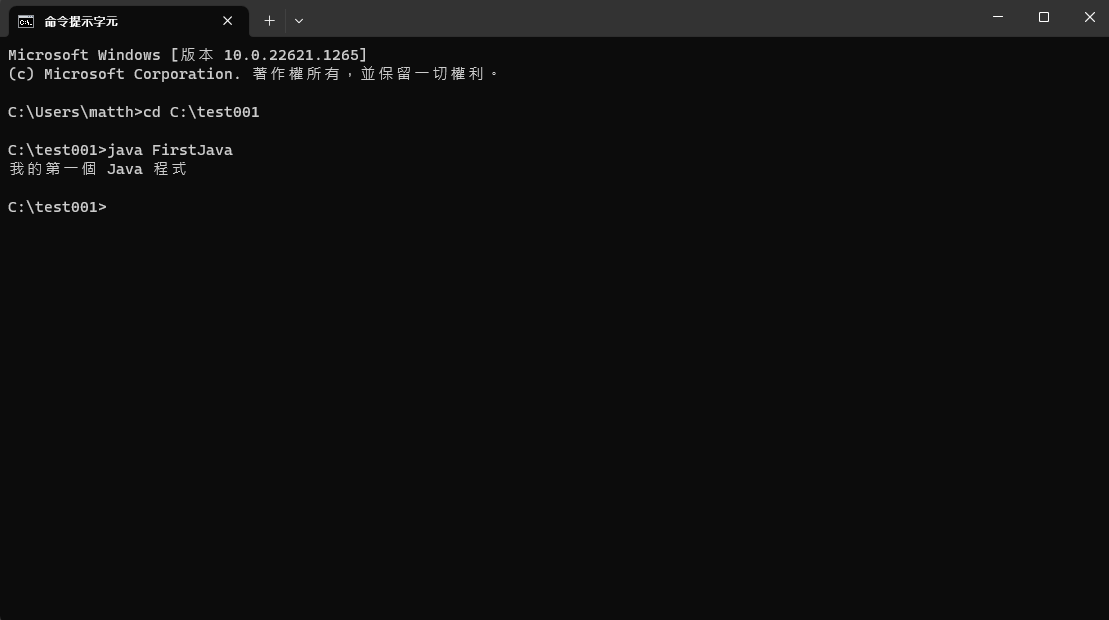 命令提示字元
Microsoft Windows [版本 10.0.22621.1265]
(c) Microsoft Corporation. 著作權所有，並保留一切權利。
C:\Users\matth>cd C:\test001
C:\test001>java FirstJava
我的第一個 Java 程式
C:\test001>